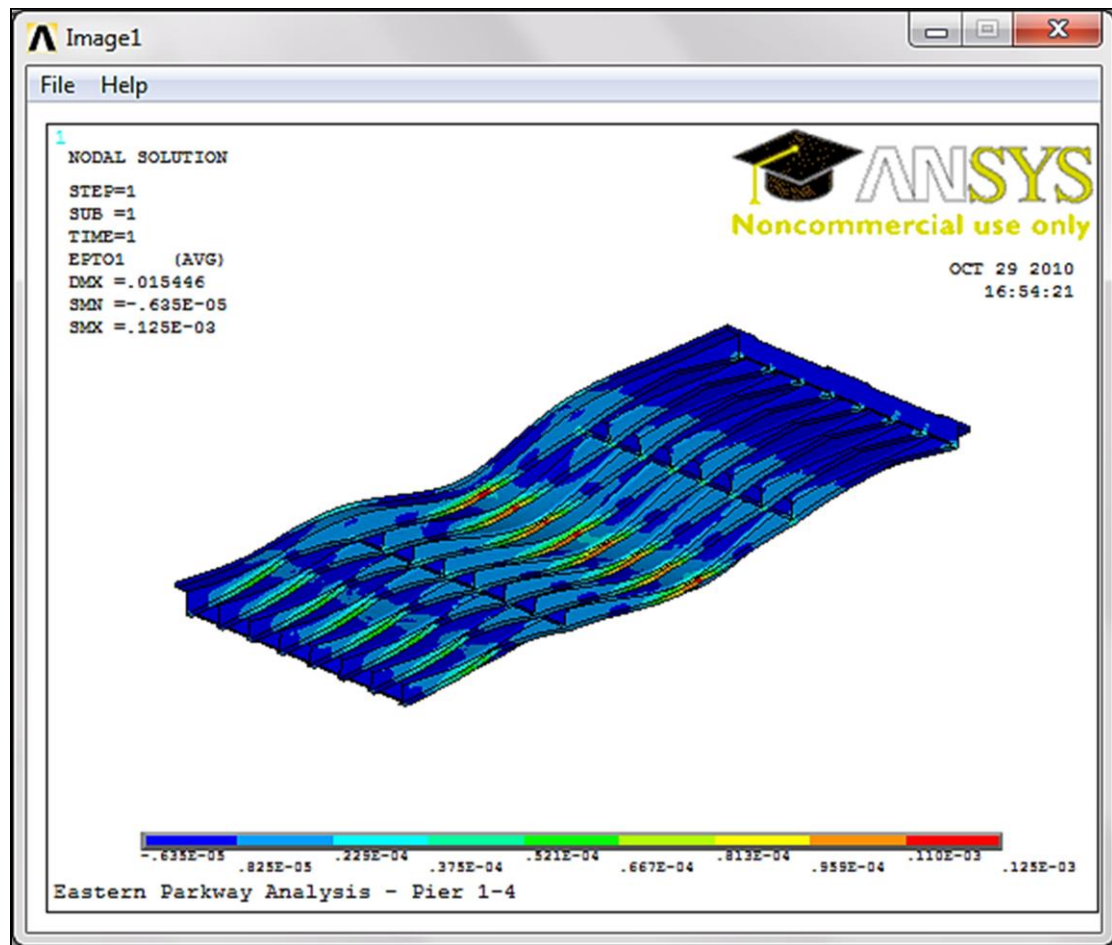 Image1
File Help
1
NODAL SOLUTION
STEP=1
SUB =1
TIME=1
EPTO1 (AVG)
DMX =.015446
SMN =-.635E-05
SMX =.125E-03
ANSYS
Noncommercial use only
OCT 29 2010
16:54:21
-.635E-05 .229E-04 .521E-04 .813E-04 .110E-03
.825E-05 .375E-04 .667E-04 .959E-04 .125E-03
Eastern Parkway Analysis - Pier 1-4